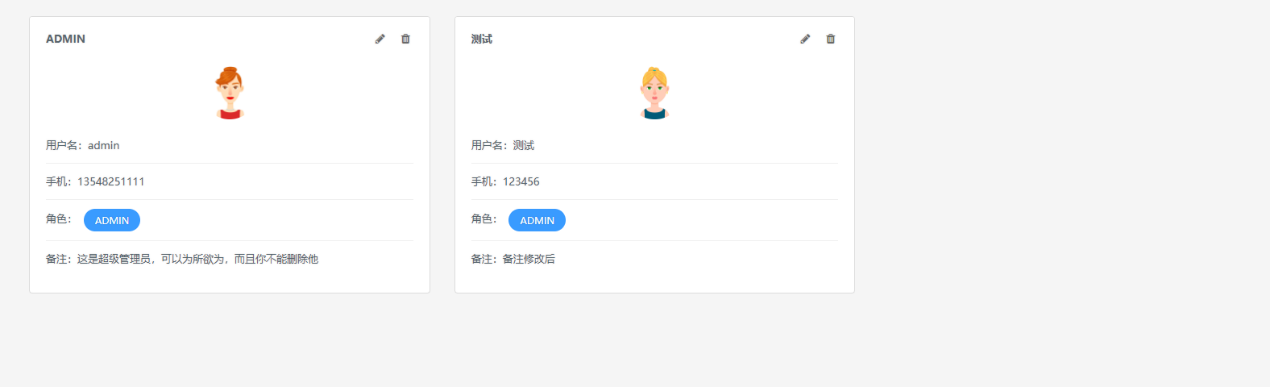 ADMIN
用户名：admin
手机：13548251111
角色：
ADMIN
备注：这是超级管理员，可以为所欲为，而且你不能删除他
测试
用户名：测试
手机：123456
角色：
ADMIN
备注：备注修改后